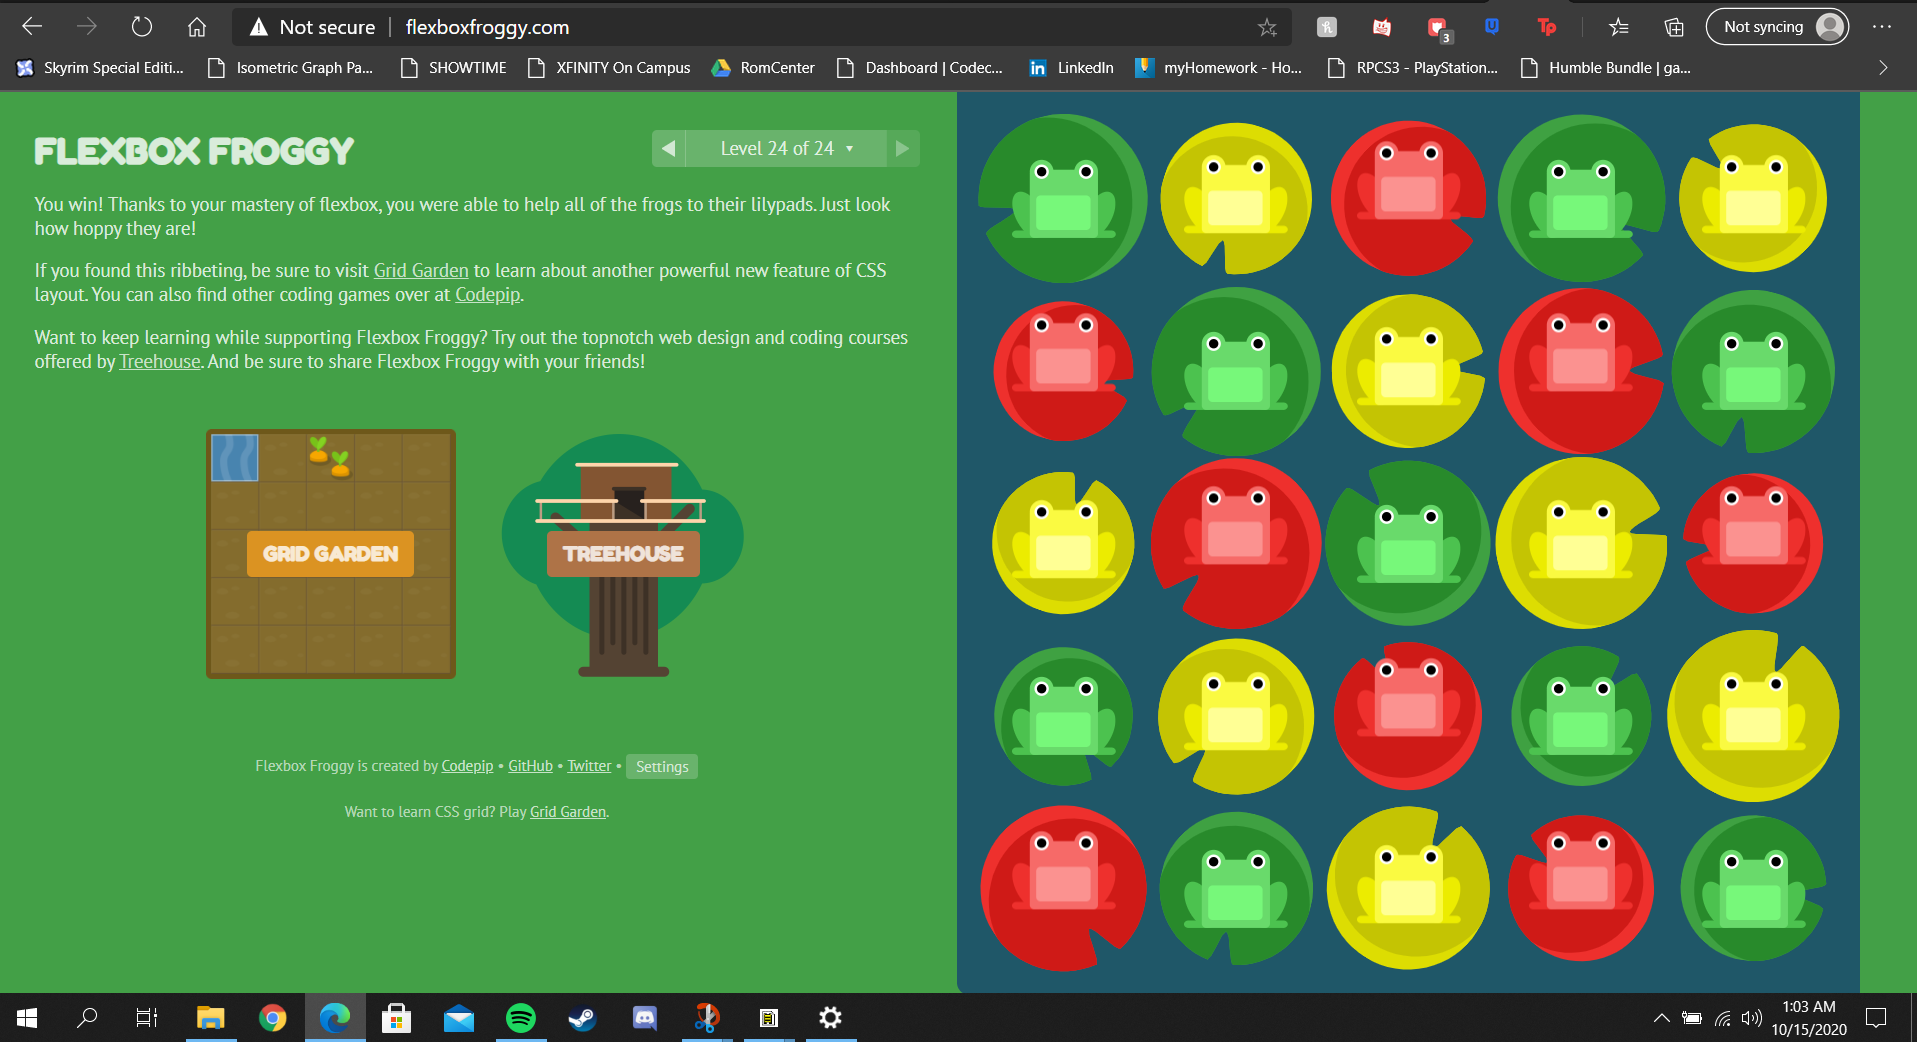 Not secure flexboxfroggy.com
3
Not syncing
Skyrim Special Editi... Isometric Graph Pa... SHOWTIME XFINITY On Campus RomCenter Dashboard | Codec... LinkedIn myHomework - Ho... RPCS3 - PlayStation... Humble Bundle | ga...
FLEXBOX FROGGY
Level 24 of 24
You win! Thanks to your mastery of flexbox, you were able to help all of the frogs to their lilypads. Just look
how hoppy they are!
If you found this ribbeting, be sure to visit Grid Garden to learn about another powerful new feature of CSS
layout. You can also find other coding games over at Codepip.
Want to keep learning while supporting Flexbox Froggy? Try out the topnotch web design and coding courses
offered by Treehouse. And be sure to share Flexbox Froggy with your friends!
GRID GARDEN
TREEHOUSE
Flexbox Froggy is created by Codepip • GitHub • Twitter • Settings
Want to learn CSS grid? Play Grid Garden.
1:03 AM
10/15/2020